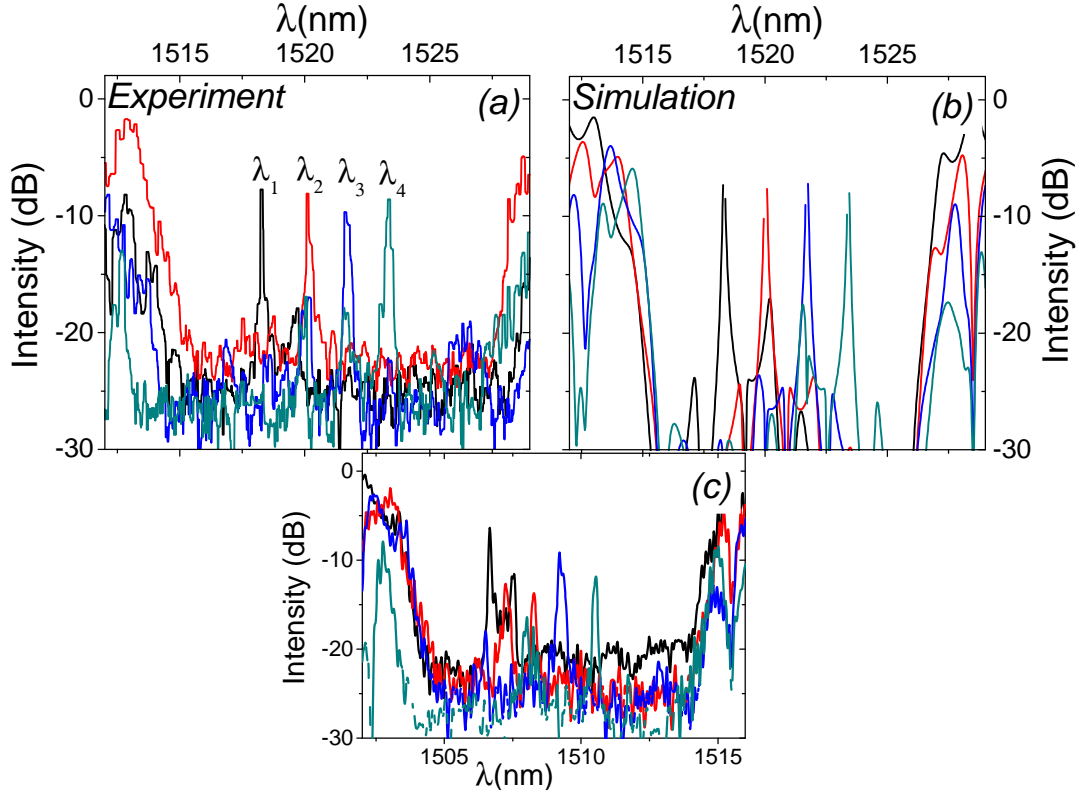 λ(nm)
λ(nm)
1515 1520 1525
1515 1520 1525
Experiment (a)
Simulation (b)
0
-10
-20
-30
Intensity (dB)
λ1 λ2 λ3 λ4
0
-10
-20
-30
Intensity (dB)
(c)
0
-10
-20
-30
Intensity (dB)
1505 1510 1515
λ(nm)